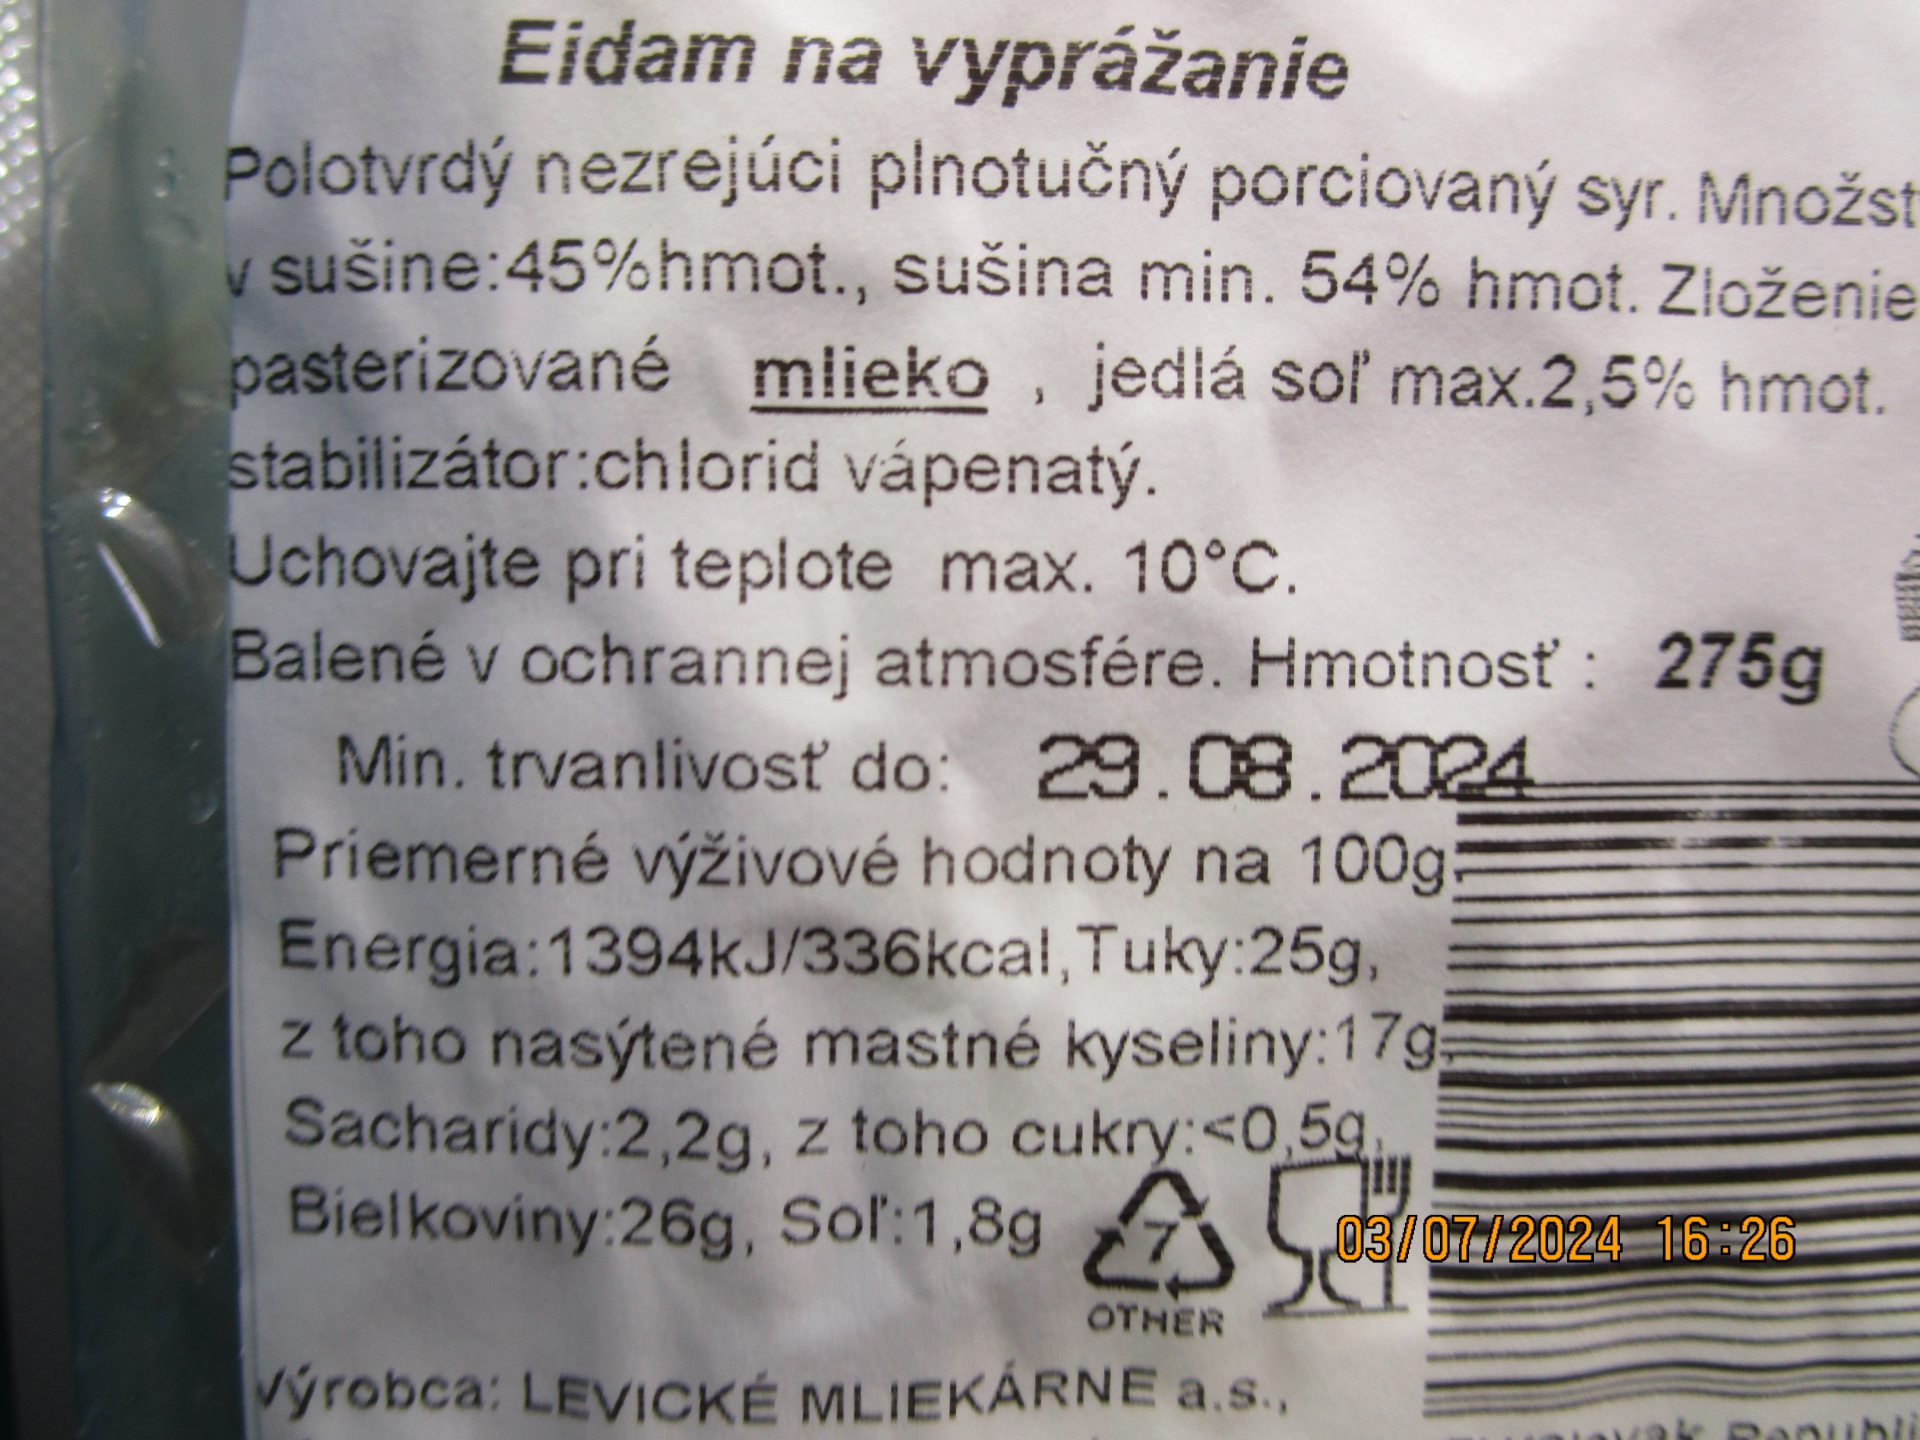 Eidam na vyprážanie
Polotvrdý nezrejúci plnotučný porciovaný syr. Množst
v sušine:45%hmot., sušina min. 54% hmot. Zloženie
pasterizované mlieko , jedlá soľ max.2,5% hmot.
stabilizátor:chlorid vápenatý.
Uchovajte pri teplote max. 10°C.
Balené v ochrannej atmosfére. Hmotnosť : 275g
Min. trvanlivosť do: 29.08.2024
Priemerné výživové hodnoty na 100g:
Energia:1394kJ/336kcal,Tuky:25g,
z toho nasýtené mastné kyseliny:17g,
Sacharidy:2,2g, z toho cukry:<0,5g,
Bielkoviny:26g, Soľ:1,8g
7
OTHER
03/07/2024 16:26
Výrobca: LEVICKÉ MLIEKÁRNE a.s.,